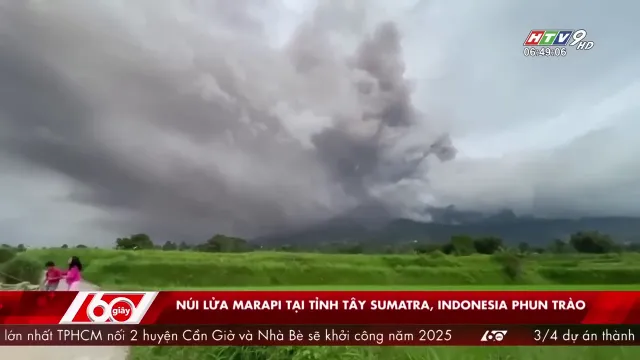 HTV9 HD
06:49:06
60 giây
NÚI LỬA MARAPI TẠI TỈNH TÂY SUMATRA, INDONESIA PHUN TRÀO
lớn nhất TPHCM nối 2 huyện Cần Giờ và Nhà Bè sẽ khởi công năm 2025 60 3/4 dự án thành